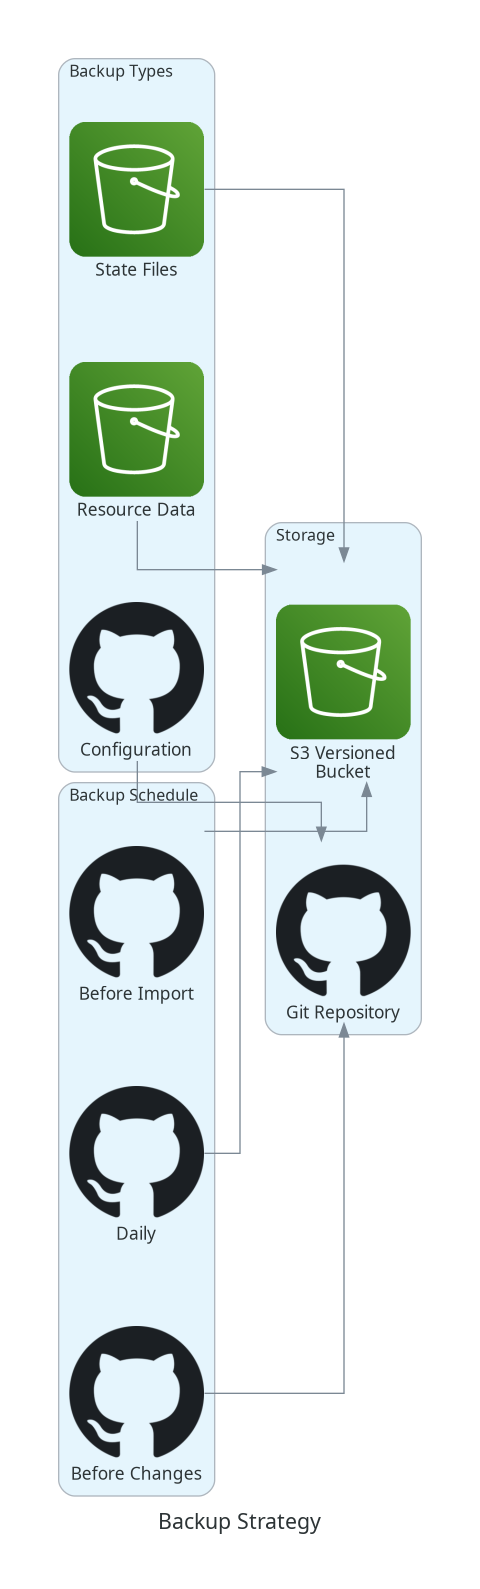 Backup Types
State Files
Resource Data
Configuration
Storage
S3 Versioned
Bucket
Git Repository
Backup Schedule
Before Import
Daily
Before Changes
Backup Strategy